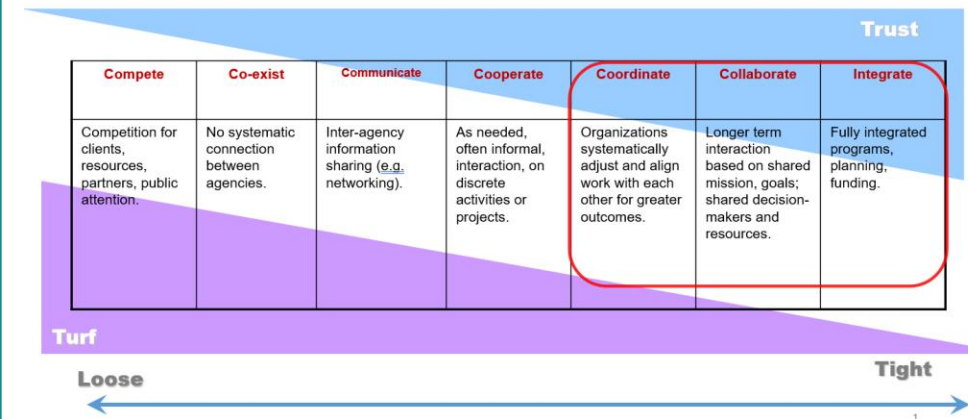 Trust
Compete
Co-exist
Communicate
Cooperate
Coordinate
Collaborate
Integrate
Competition for
clients,
resources,
partners, public
attention.
No systematic
connection
between
agencies.
Inter-agency
information
sharing (e.g.
networking).
As needed,
often informal,
interaction, on
discrete
activities or
projects.
Organizations
systematically
adjust and align
work with each
other for greater
outcomes.
Longer term
interaction
based on shared
mission, goals;
shared decision-
makers and
resources.
Fully integrated
programs,
planning,
funding.
Turf
Loose
Tight
1